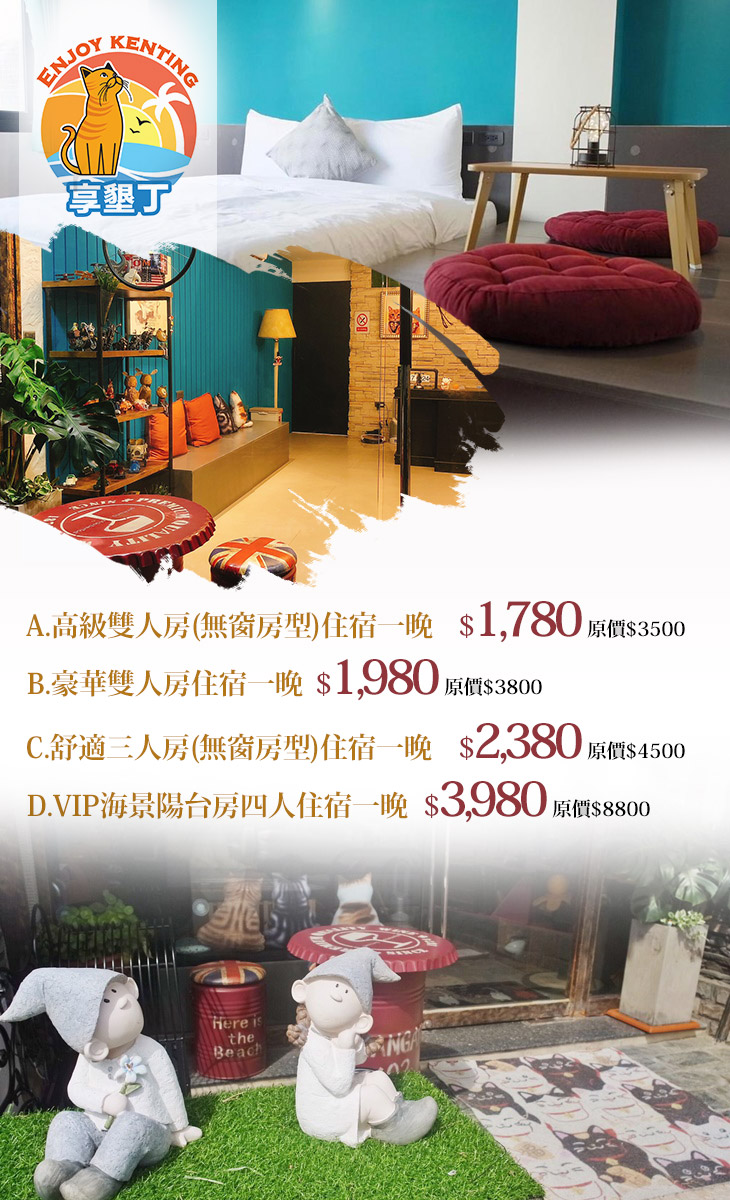 ENJOY KENTING
享墾丁
PREMIUM QUALITY
A.高級雙人房(無窗房型)住宿一晚 $1,780 原價$3500
B.豪華雙人房住宿一晚 $1,980 原價$3800
C.舒適三人房(無窗房型)住宿一晚 $2,380 原價$4500
D.VIP海景陽台房四人住宿一晚 $3,980 原價$8800
Here is
the
Beach